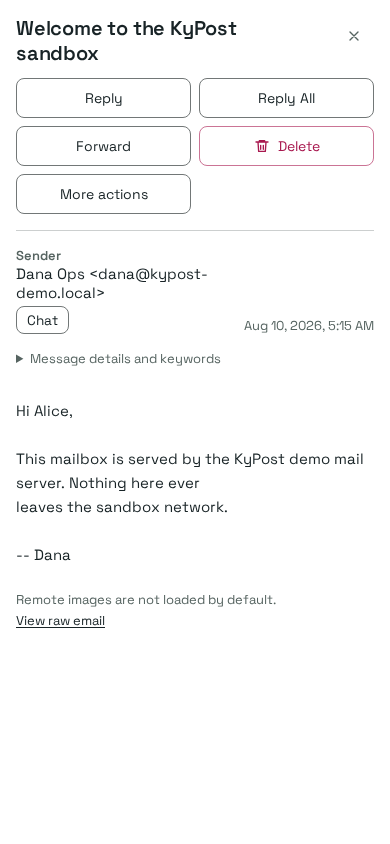 Welcome to the KyPost
sandbox
Reply
Reply All
Forward
Delete
More actions
Sender
Dana Ops <dana@kypost-
demo.local>
Chat
Aug 10, 2026, 5:15 AM
Message details and keywords
Hi Alice,
This mailbox is served by the KyPost demo mail
server. Nothing here ever
leaves the sandbox network.
-- Dana
Remote images are not loaded by default.
View raw email